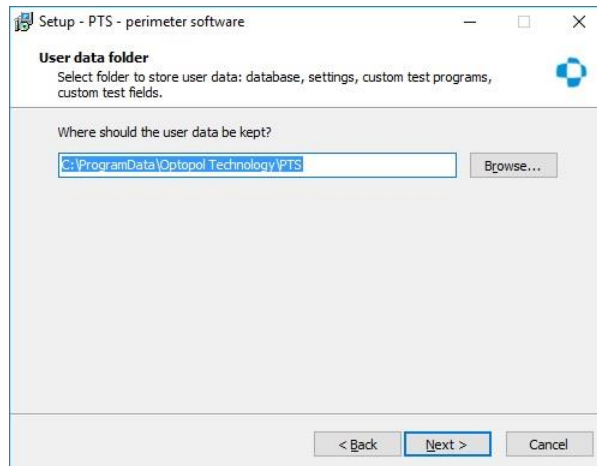 Setup - PTS - perimeter software
User data folder
Select folder to store user data: database, settings, custom test programs,
custom test fields.
Where should the user data be kept?
C:\ProgramData\Optopol Technology\PTS
Browse...
< Back
Next >
Cancel